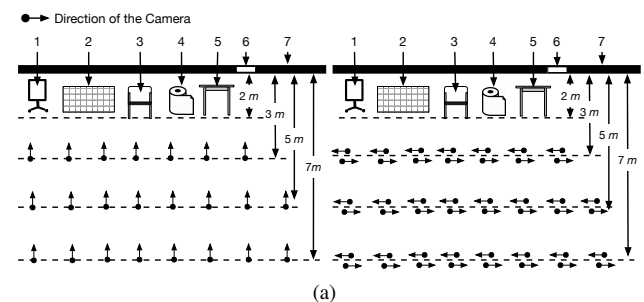 Direction of the Camera
1 2 3 4 5 6 7 1 2 3 4 5 6 7
2 m 2 m
3 m 3 m
5 m 5 m
7m 7 m
(a)